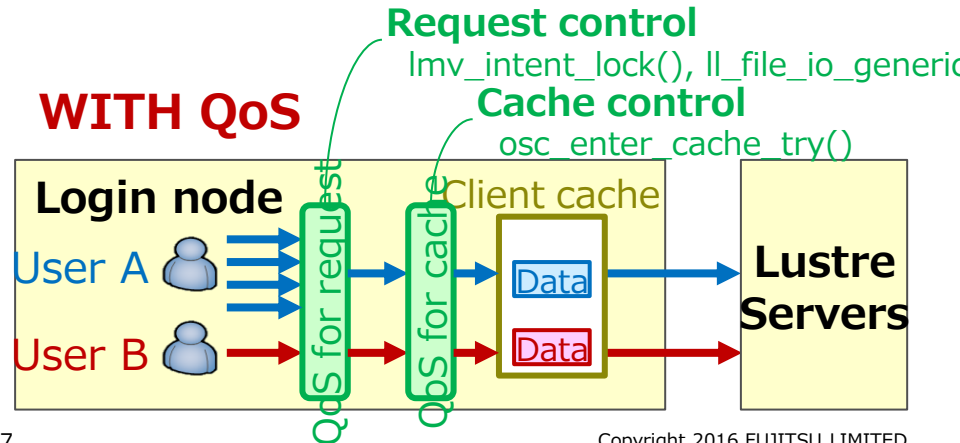 Request control
lmv_intent_lock(), ll_file_io_generic
Cache control
osc_enter_cache_try()
WITH QoS
Login node
Client cache
User A
User B
QoS for request
QoS for cache
Data
Data
Lustre
Servers
7
Copyright 2016 FUJITSU LIMITED